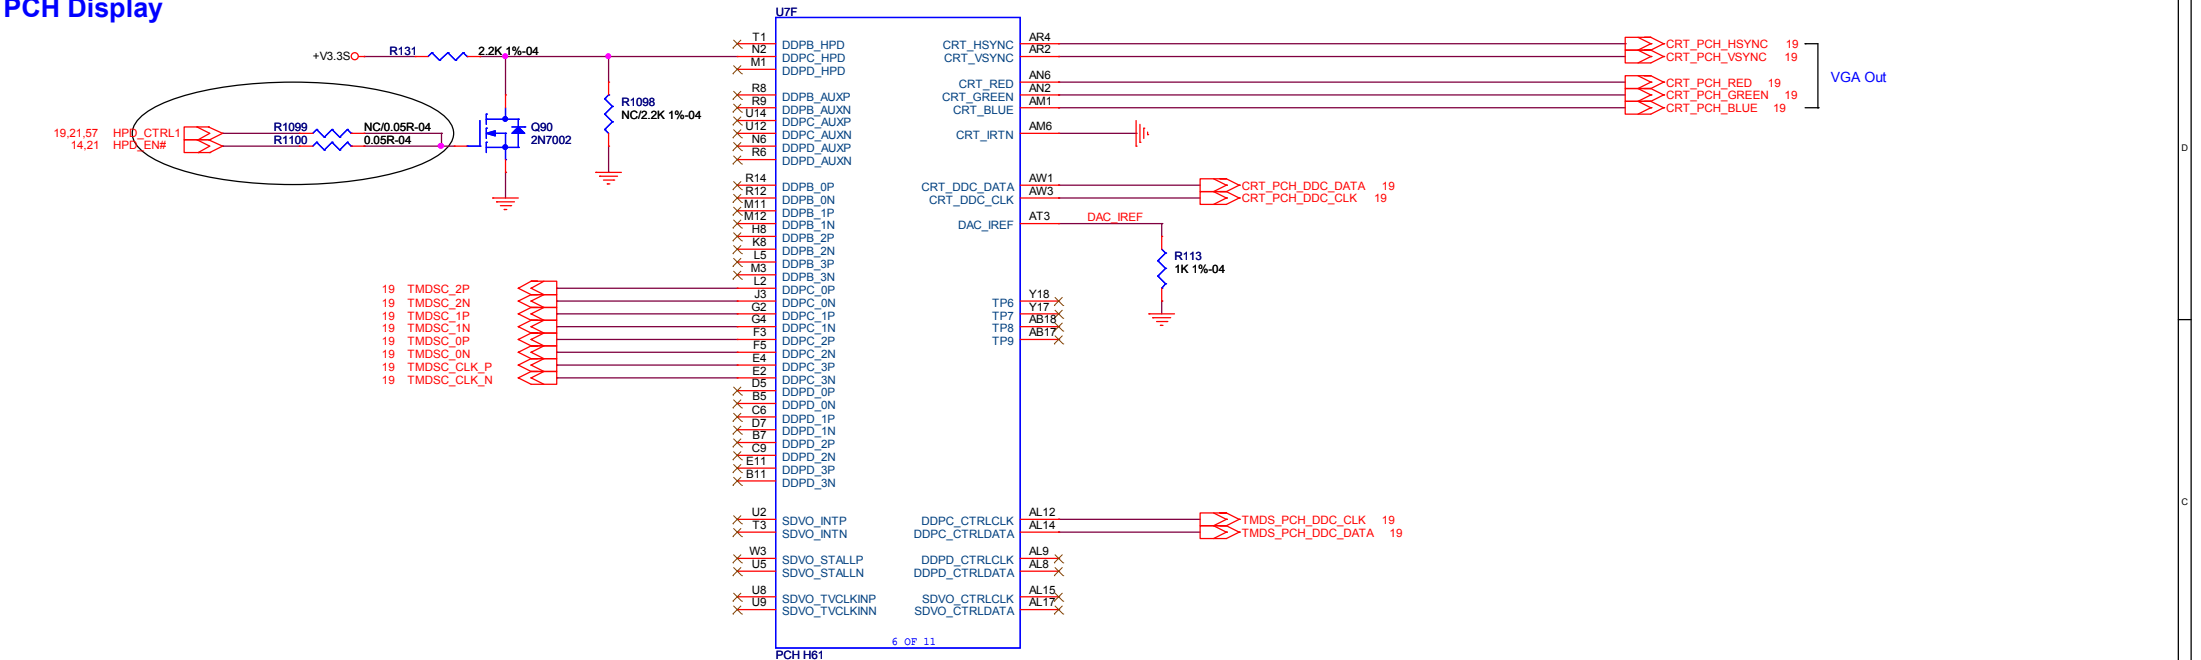 PCH Display
U7F
+V3.3S
R131
2.2K 1%-04
R1098
NC/2.2K 1%-04
19,21,57 HPD_CTRL1
14,21 HPD_EN#
R1099
NC/0.05R-04
R1100
0.05R-04
Q90
2N7002
19 TMDSC_2P
19 TMDSC_2N
19 TMDSC_1P
19 TMDSC_1N
19 TMDSC_0P
19 TMDSC_0N
19 TMDSC_CLK_P
19 TMDSC_CLK_N
T1 DDPB_HPD
N2 DDPC_HPD
M1 DDPD_HPD
R8 DDPB_AUXP
R9 DDPB_AUXN
U14 DDPC_AUXP
U12 DDPC_AUXN
N6 DDPD_AUXP
R6 DDPD_AUXN
R14 DDPB_0P
R12 DDPB_0N
M11 DDPB_1P
M12 DDPB_1N
H8 DDPB_2P
K8 DDPB_2N
L5 DDPB_3P
M3 DDPB_3N
L2 DDPC_0P
J3 DDPC_0N
G2 DDPC_1P
G4 DDPC_1N
F3 DDPC_2P
F5 DDPC_2N
E4 DDPC_3P
E2 DDPC_3N
D5 DDPD_0P
B5 DDPD_0N
C6 DDPD_1P
D7 DDPD_1N
B7 DDPD_2P
C9 DDPD_2N
E11 DDPD_3P
B11 DDPD_3N
U2 SDVO_INTP
T3 SDVO_INTN
W3 SDVO_STALLP
U5 SDVO_STALLN
U8 SDVO_TVCLKINP
U9 SDVO_TVCLKINN
CRT_HSYNC AR4 CRT_PCH_HSYNC 19
CRT_VSYNC AR2 CRT_PCH_VSYNC 19
CRT_RED AN6 CRT_PCH_RED 19
CRT_GREEN AN2 CRT_PCH_GREEN 19
CRT_BLUE AM1 CRT_PCH_BLUE 19
VGA Out
CRT_IRTN AM6
CRT_DDC_DATA AW1 CRT_PCH_DDC_DATA 19
CRT_DDC_CLK AW3 CRT_PCH_DDC_CLK 19
DAC_IREF AT3 DAC_IREF
R113
1K 1%-04
TP6 Y18
TP7 Y17
TP8 AB18
TP9 AB17
DDPC_CTRLCLK AL12 TMDS_PCH_DDC_CLK 19
DDPC_CTRLDATA AL14 TMDS_PCH_DDC_DATA 19
DDPD_CTRLCLK AL9
DDPD_CTRLDATA AL8
SDVO_CTRLCLK AL15
SDVO_CTRLDATA AL17
6 OF 11
PCH H61
D
C